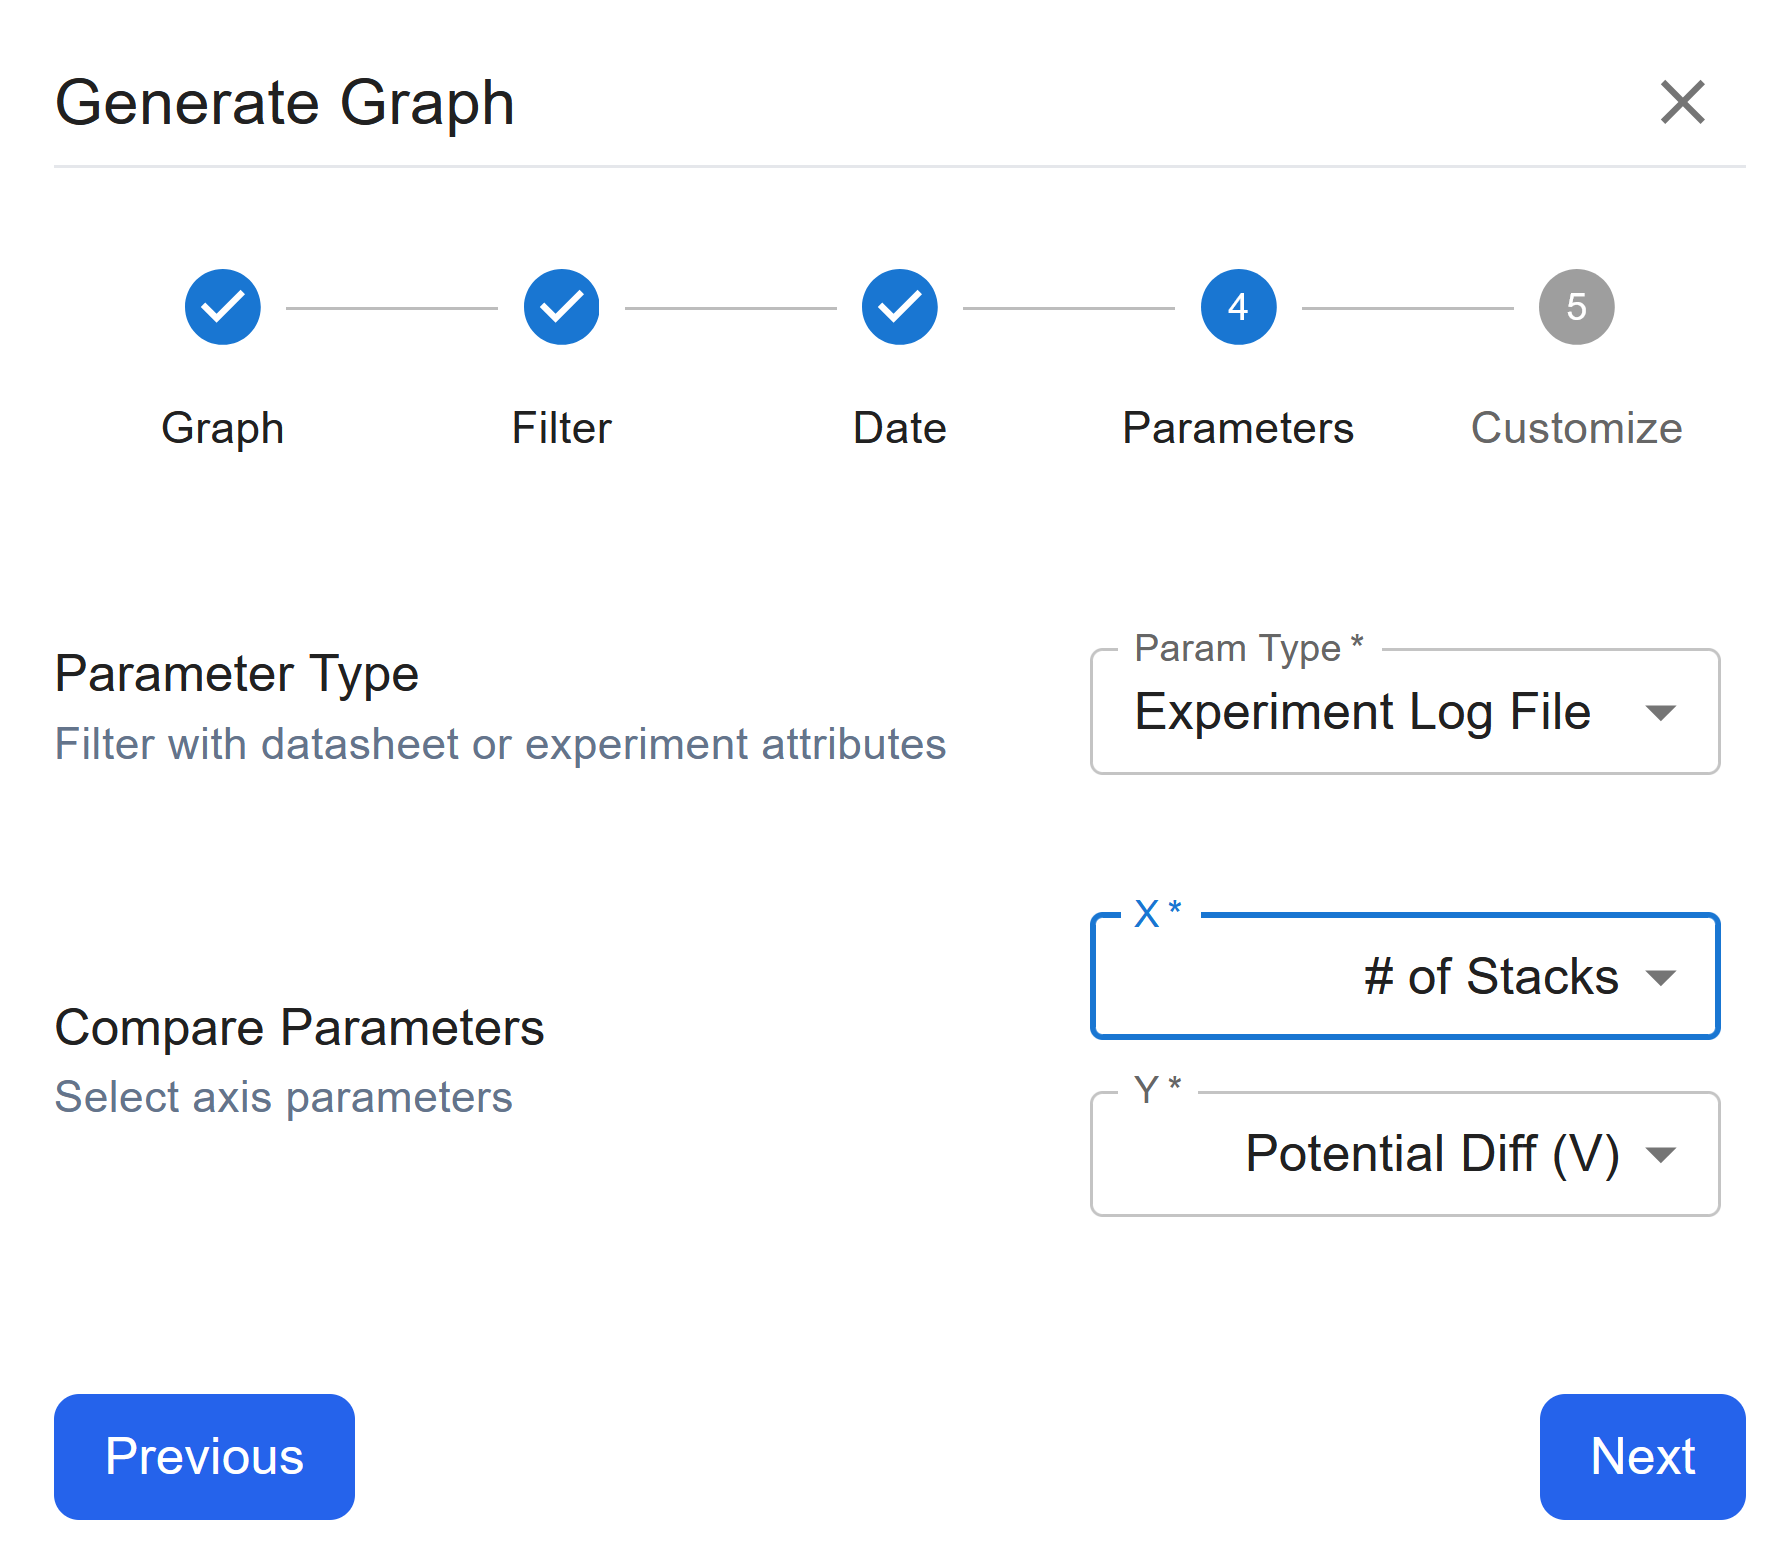 Generate Graph
4
5
Graph
Filter
Date
Parameters
Customize
Parameter Type
Filter with datasheet or experiment attributes
Param Type *
Experiment Log File
Compare Parameters
Select axis parameters
X *
# of Stacks
Y *
Potential Diff (V)
Previous
Next